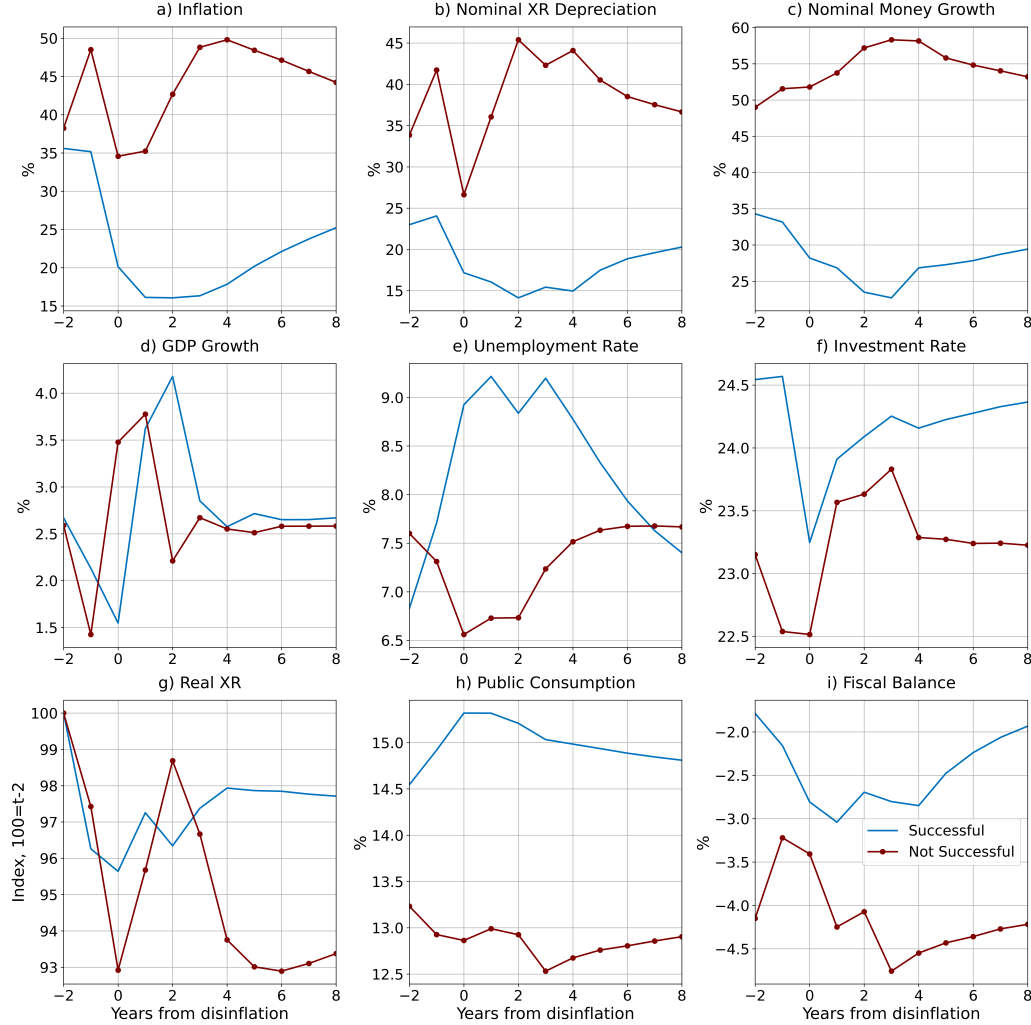 a) Inflation
b) Nominal XR Depreciation
c) Nominal Money Growth
50
45
40
35
30
25
20
15
%
−2 0 2 4 6 8
45
40
35
30
25
20
15
%
−2 0 2 4 6 8
60
55
50
45
40
35
30
25
%
−2 0 2 4 6 8
d) GDP Growth
e) Unemployment Rate
f) Investment Rate
4.0
3.5
3.0
2.5
2.0
1.5
%
−2 0 2 4 6 8
9.0
8.5
8.0
7.5
7.0
6.5
%
−2 0 2 4 6 8
24.5
24.0
23.5
23.0
22.5
%
−2 0 2 4 6 8
g) Real XR
h) Public Consumption
i) Fiscal Balance
100
99
98
97
96
95
94
93
Index, 100=t-2
−2 0 2 4 6 8
Years from disinflation
15.0
14.5
14.0
13.5
13.0
12.5
%
−2 0 2 4 6 8
Years from disinflation
−2.0
−2.5
−3.0
−3.5
−4.0
−4.5
%
Successful
Not Successful
−2 0 2 4 6 8
Years from disinflation